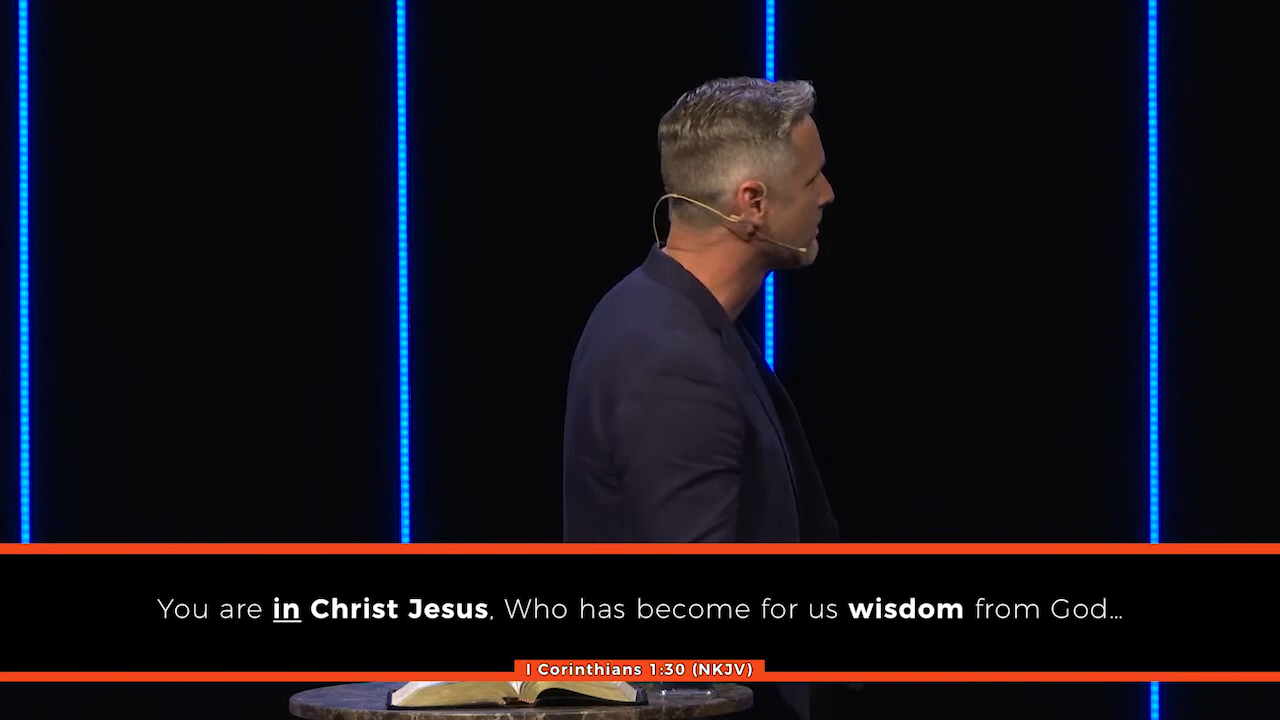 You are in Christ Jesus, Who has become for us wisdom from God...
I Corinthians 1:30 (NKJV)